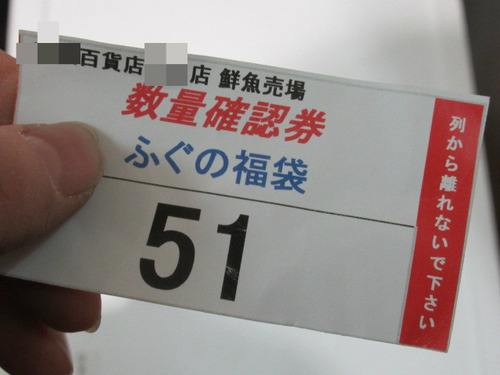 百貨店 店 鮮魚売場
数量確認券
ふぐの福袋
51
列から離れないで下さい